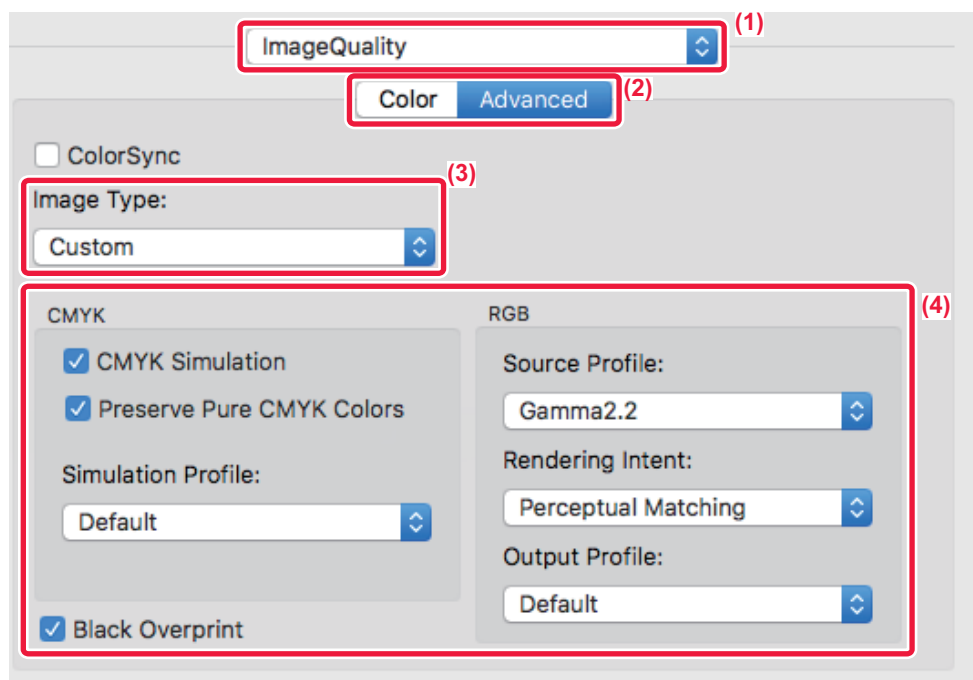 ImageQuality
(1)
Color Advanced
(2)
ColorSync
(3)
Image Type:
Custom
(4)
CMYK
CMYK Simulation
Preserve Pure CMYK Colors
Simulation Profile:
Default
Black Overprint
RGB
Source Profile:
Gamma2.2
Rendering Intent:
Perceptual Matching
Output Profile:
Default